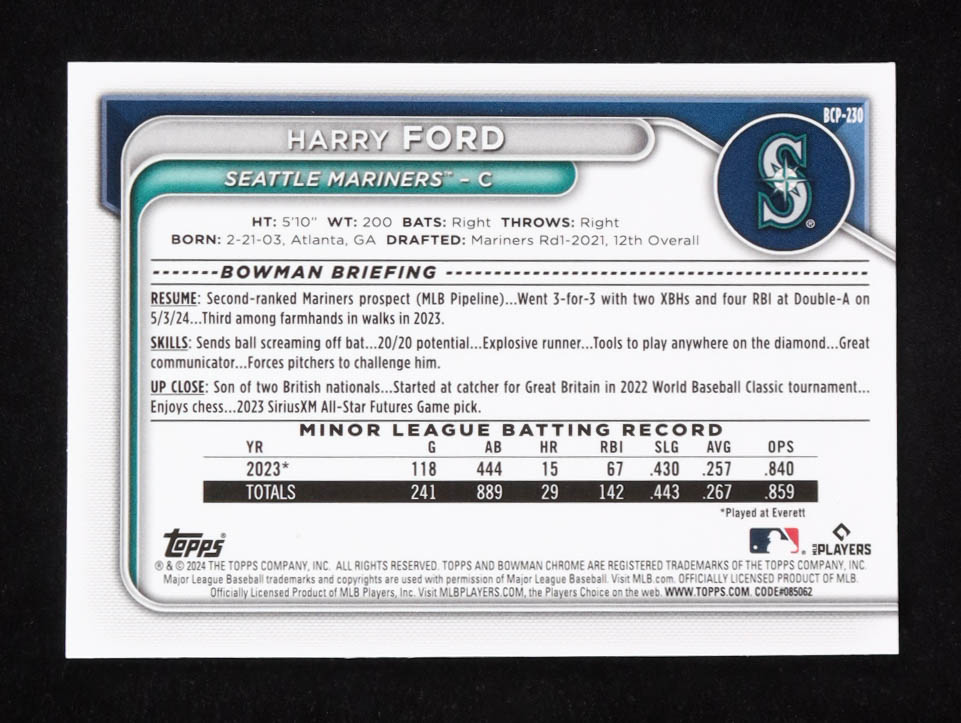 BCP-230
HARRY FORD
SEATTLE MARINERS™ – C
S®
HT: 5'10" WT: 200 BATS: Right THROWS: Right
BORN: 2-21-03, Atlanta, GA DRAFTED: Mariners Rd1-2021, 12th Overall
-------BOWMAN BRIEFING -------
RESUME: Second-ranked Mariners prospect (MLB Pipeline)...Went 3-for-3 with two XBHs and four RBI at Double-A on
5/3/24...Third among farmhands in walks in 2023.
SKILLS: Sends ball screaming off bat...20/20 potential...Explosive runner...Tools to play anywhere on the diamond...Great
communicator...Forces pitchers to challenge him.
UP CLOSE: Son of two British nationals...Started at catcher for Great Britain in 2022 World Baseball Classic tournament...
Enjoys chess...2023 SiriusXM All-Star Futures Game pick.
MINOR LEAGUE BATTING RECORD
YR G AB HR RBI SLG AVG OPS
2023* 118 444 15 67 .430 .257 .840
TOTALS 241 889 29 142 .443 .267 .859
*Played at Everett
Topps®
MLB PLAYERS
® & © 2024 THE TOPPS COMPANY, INC. ALL RIGHTS RESERVED. TOPPS AND BOWMAN CHROME ARE REGISTERED TRADEMARKS OF THE TOPPS COMPANY, INC.
Major League Baseball trademarks and copyrights are used with permission of Major League Baseball. Visit MLB.com. OFFICIALLY LICENSED PRODUCT OF MLB.
Officially Licensed Product of MLB Players, Inc. Visit MLBPLAYERS.COM, the Players Choice on the web. WWW.TOPPS.COM. CODE#085062